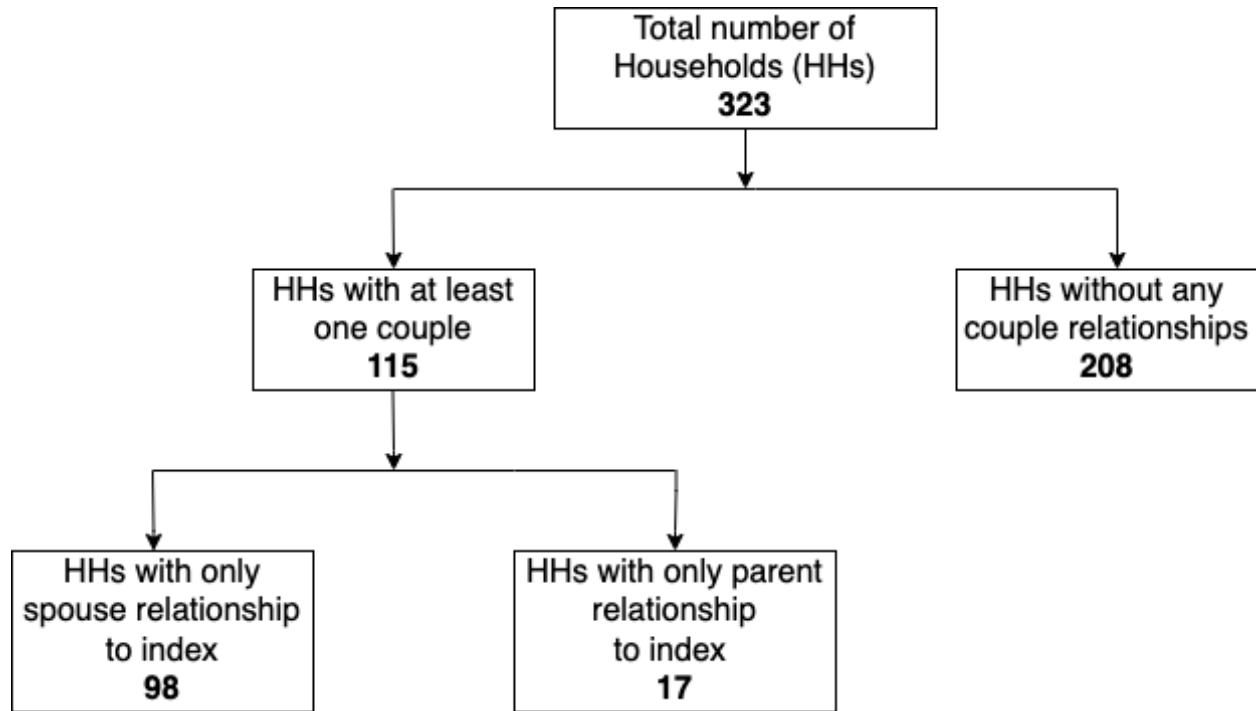 Total number of
Households (HHs)
323
HHs with at least
one couple
115
HHs without any
couple relationships
208
HHs with only
spouse relationship
to index
98
HHs with only parent
relationship
to index
17